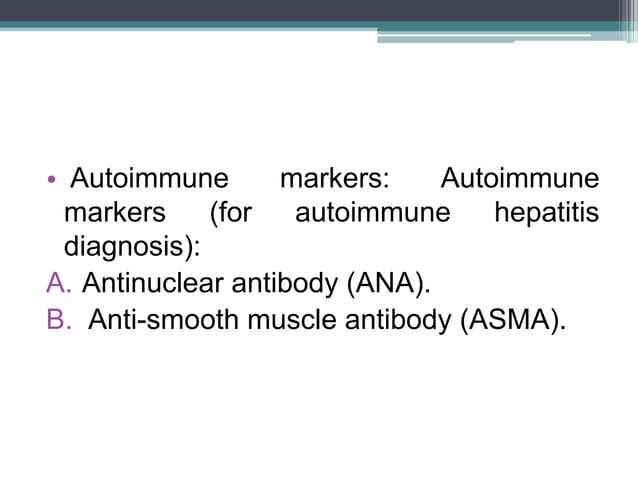 • Autoimmune markers: Autoimmune
markers (for autoimmune hepatitis
diagnosis):
A. Antinuclear antibody (ANA).
B. Anti-smooth muscle antibody (ASMA).